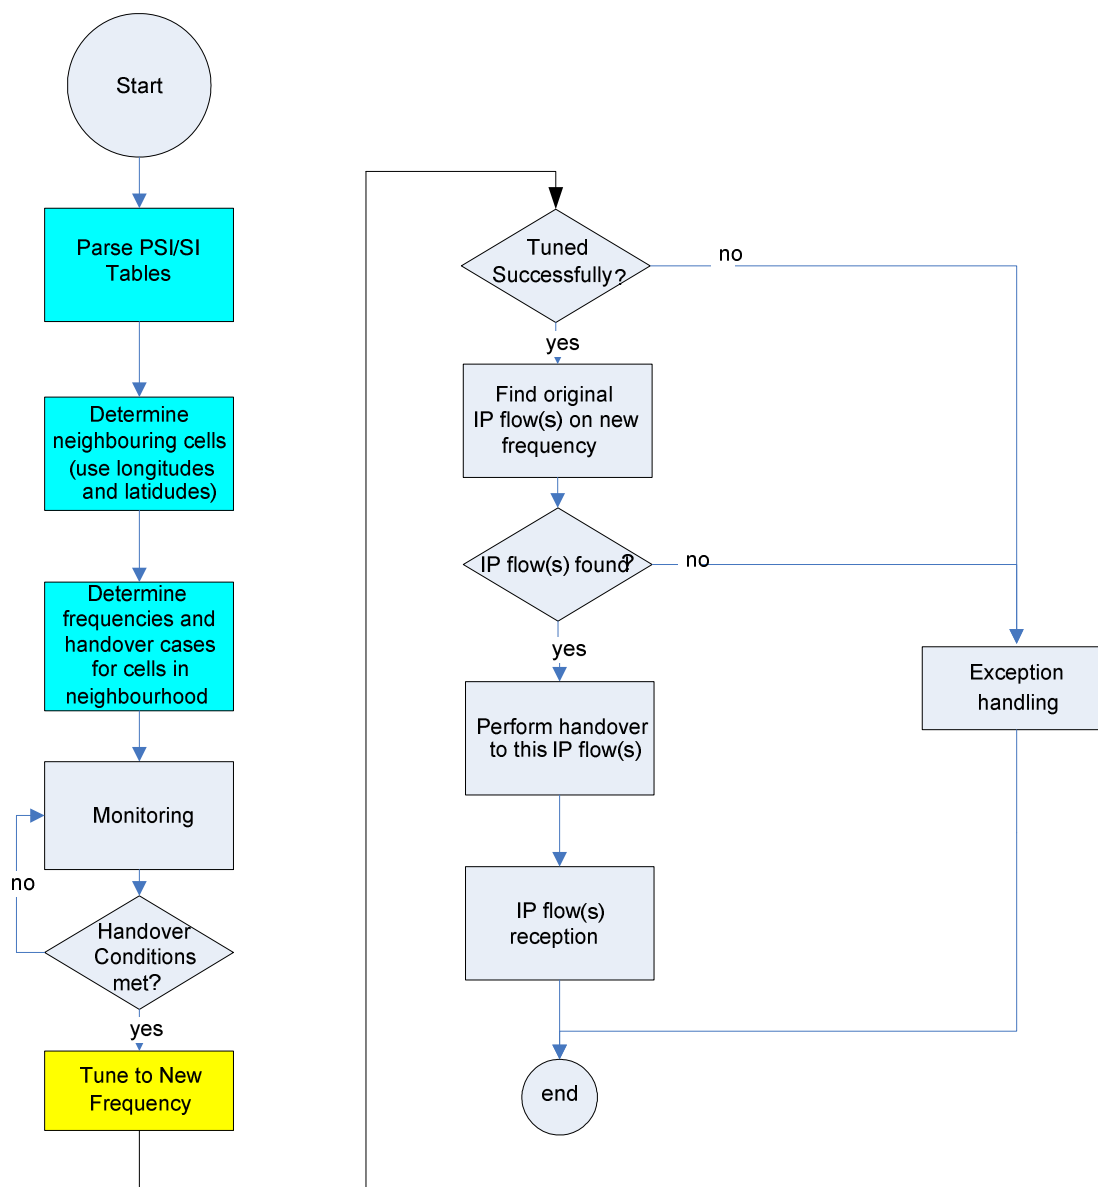 Start
Parse PSI/SI
Tables
Determine
neighbouring cells
(use longitudes
and latidudes)
Determine
frequencies and
handover cases
for cells in
neighbourhood
Monitoring
no
Handover
Conditions
met?
yes
Tune to New
Frequency
Tuned
Successfully?
no
yes
Find original
IP flow(s) on new
frequency
IP flow(s) found?
no
yes
Perform handover
to this IP flow(s)
IP flow(s)
reception
Exception
handling
end